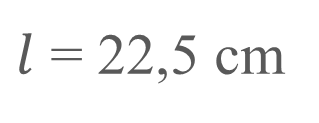 l = 22,5 cm